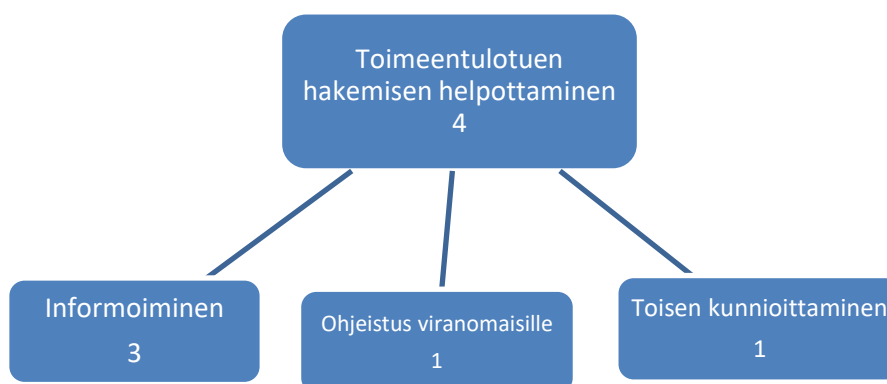 Toimeentulotuen
hakemisen helpottaminen
4
Informoiminen
3
Ohjeistus viranomaisille
1
Toisen kunnioittaminen
1